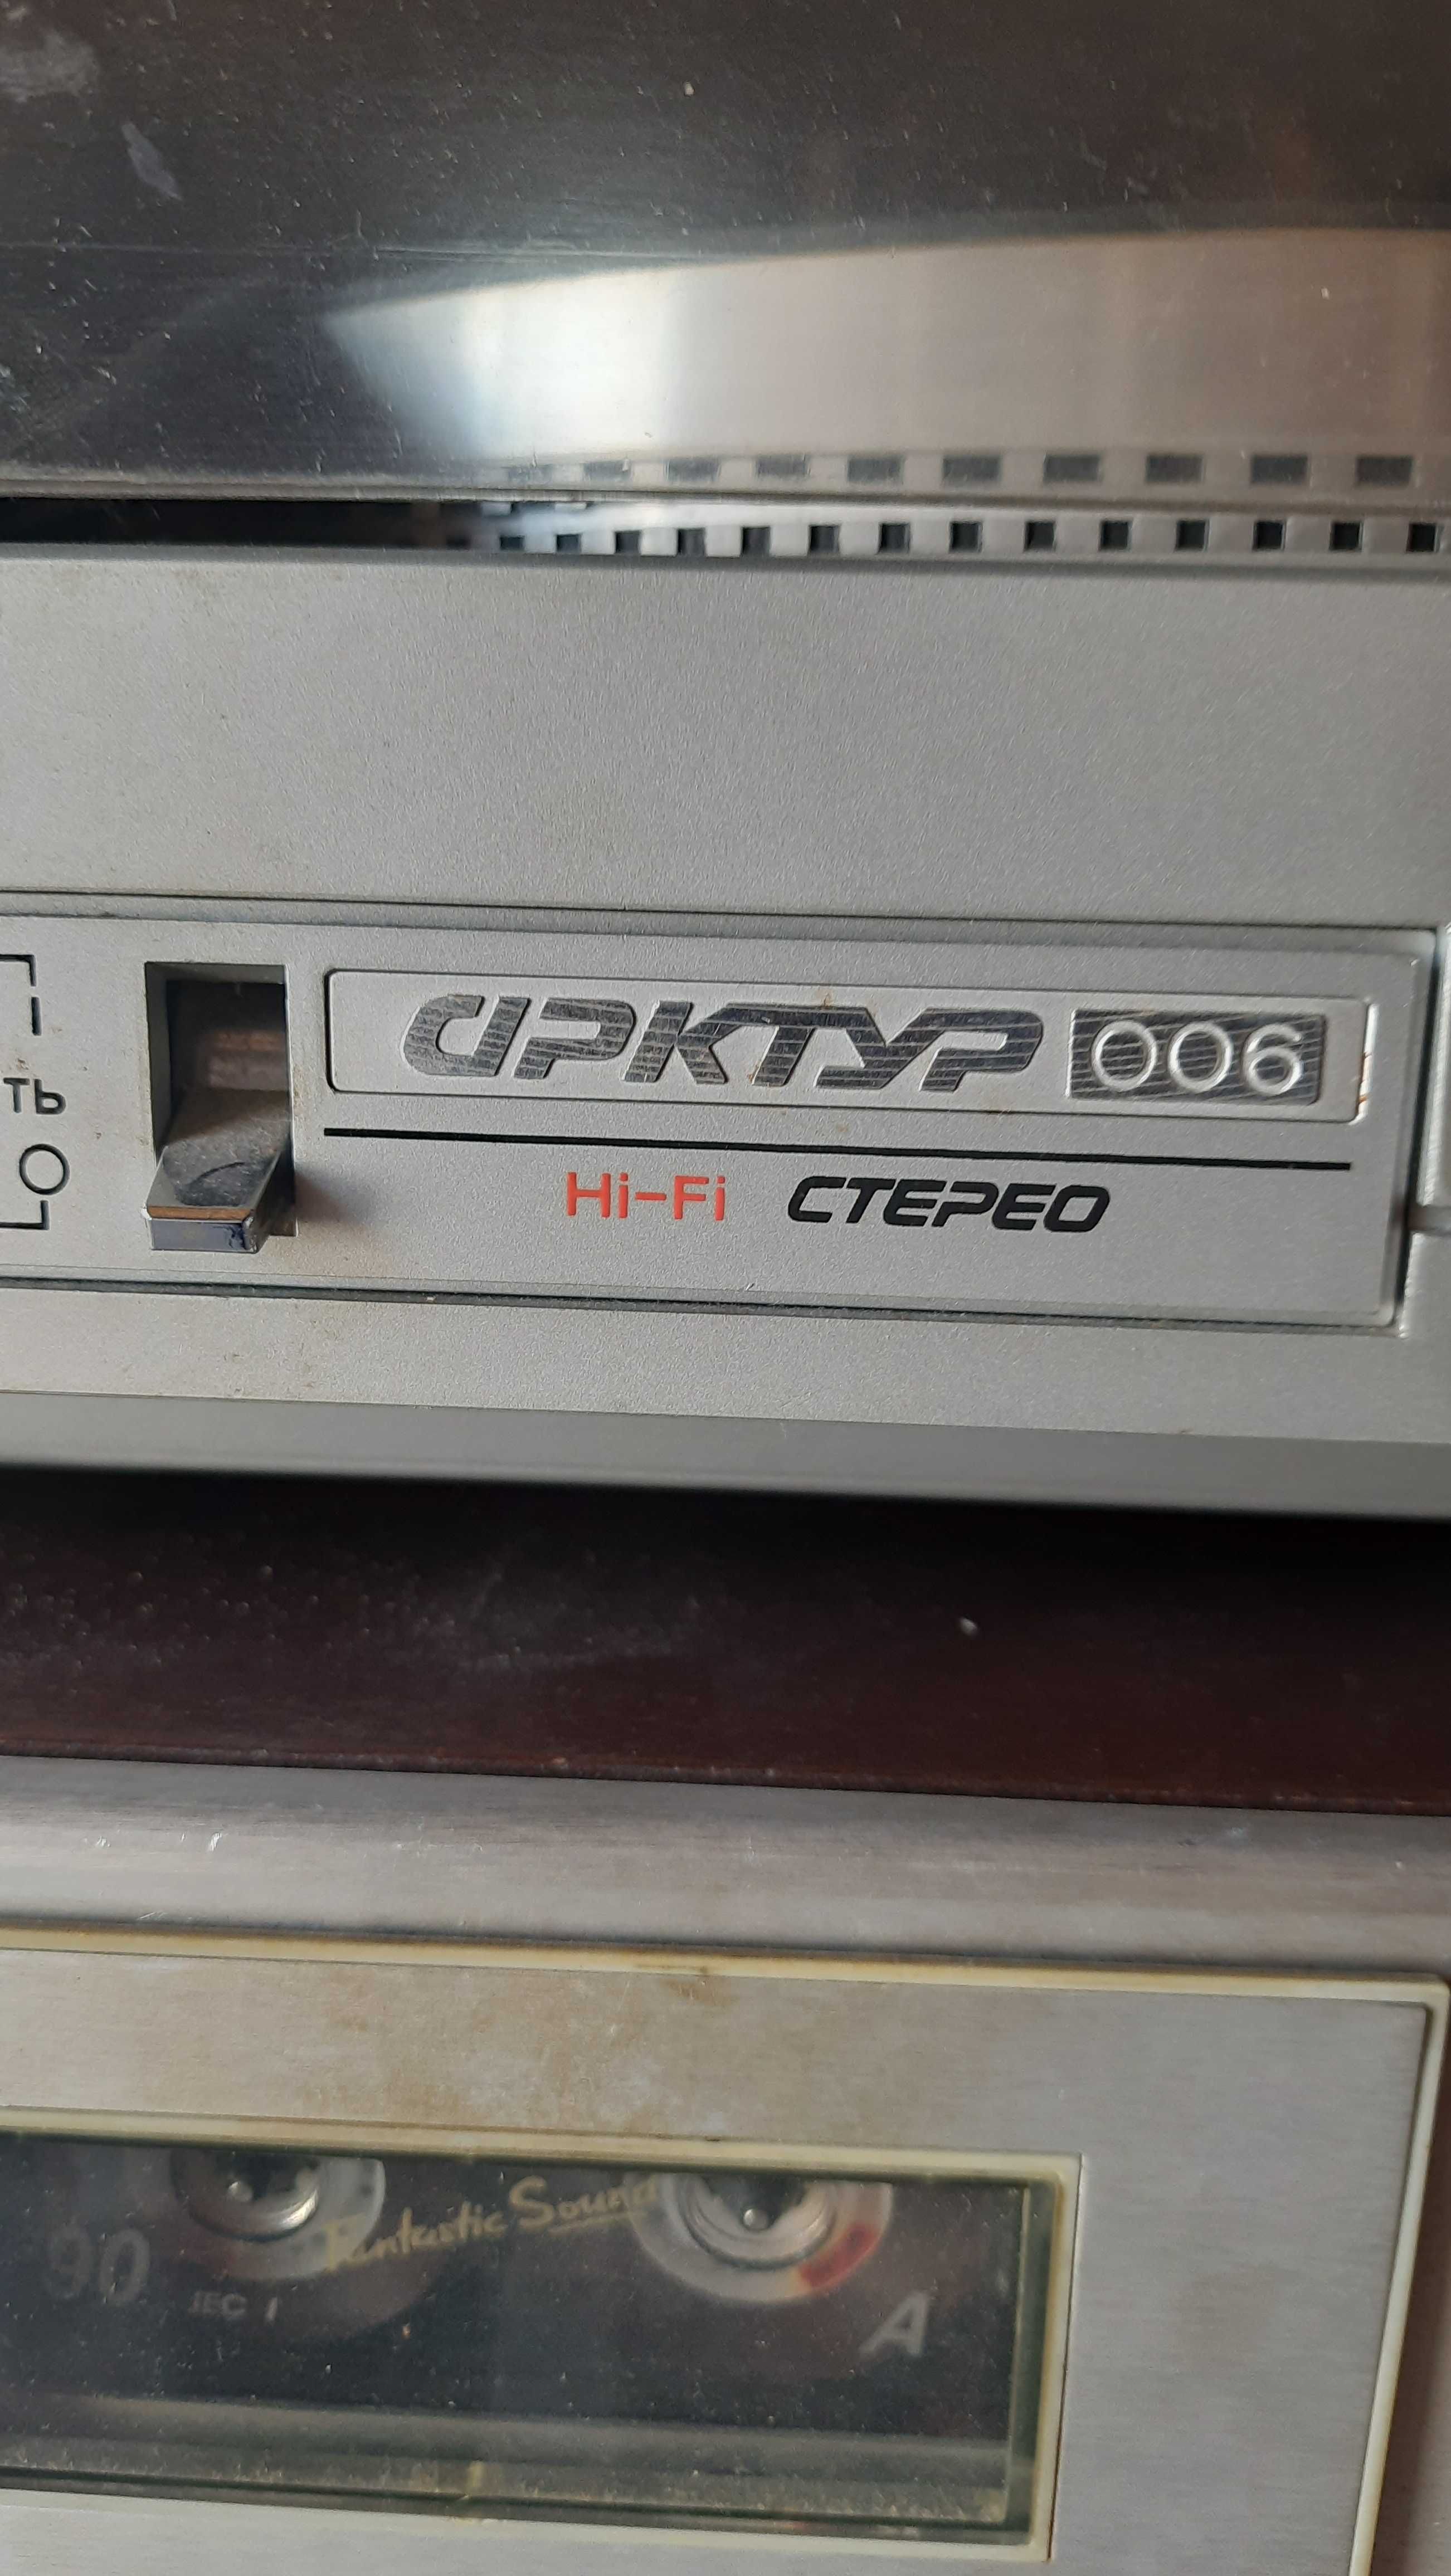 АРКТУР 006
ть
Hi-Fi СТЕРЕО
Fantastic Sound
90
IEC I
A